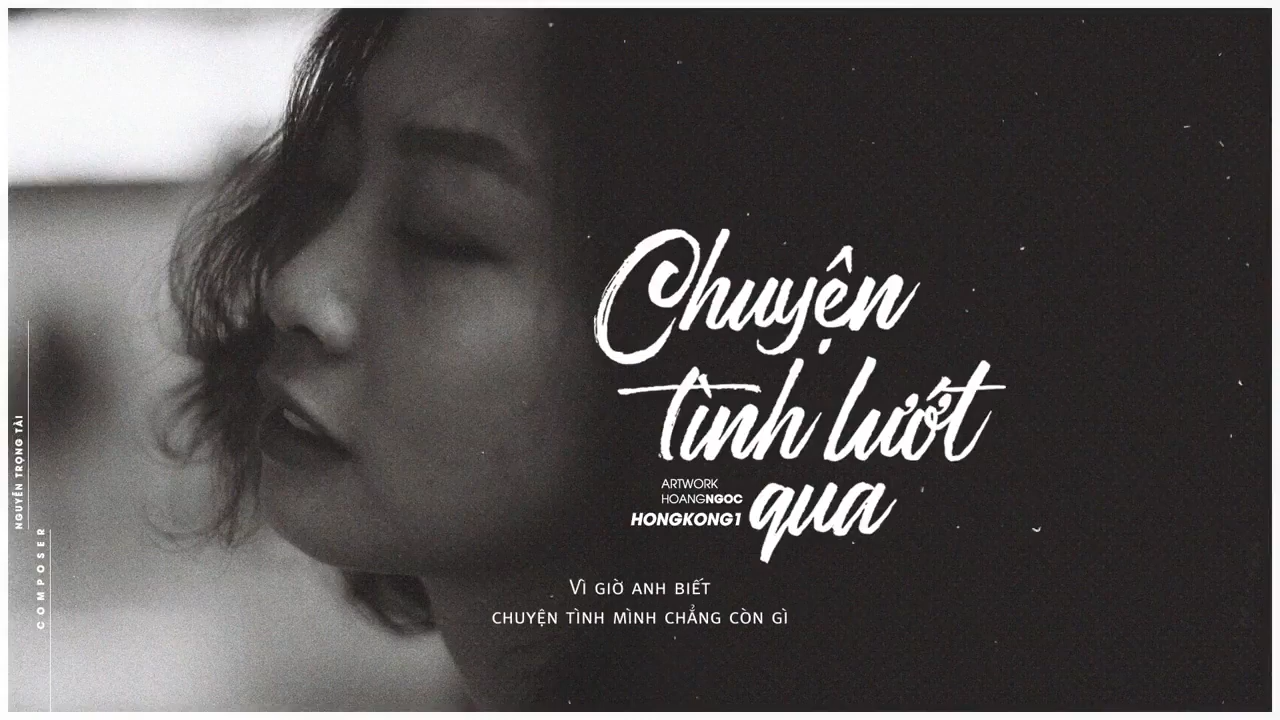 Chuyện
tình lướt
qua
ARTWORK
HOANGNGOC
HONGKONG1
Vì giờ anh biết
chuyện tình mình chẳng còn gì
NGUYỄN TRỌNG TÀI
COMPOSER